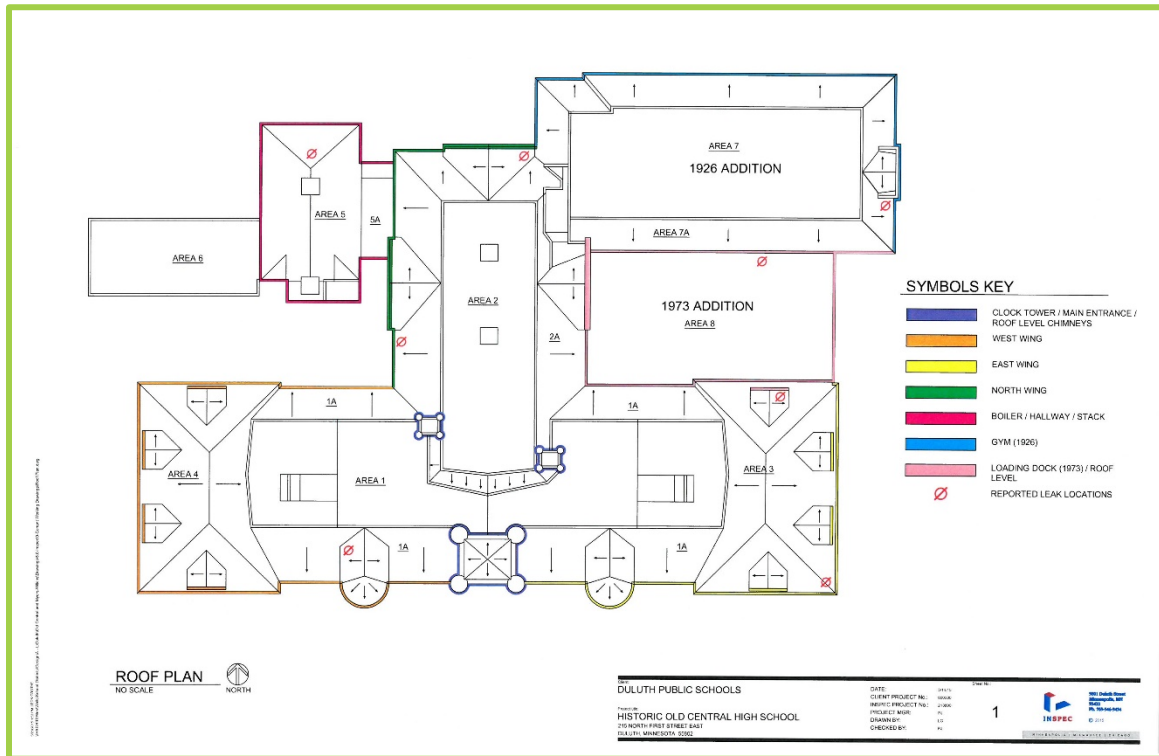 AREA 7
1926 ADDITION
AREA 5
5A
AREA 6
AREA 7A
AREA 2
1973 ADDITION
AREA 8
2A
1A
1A
AREA 4
AREA 1
AREA 3
1A
1A
SYMBOLS KEY
CLOCK TOWER / MAIN ENTRANCE /
ROOF LEVEL CHIMNEYS
WEST WING
EAST WING
NORTH WING
BOILER / HALLWAY / STACK
GYM (1926)
LOADING DOCK (1973) / ROOF
LEVEL
REPORTED LEAK LOCATIONS
ROOF PLAN
NO SCALE
NORTH
DULUTH PUBLIC SCHOOLS
HISTORIC OLD CENTRAL HIGH SCHOOL
215 NORTH FIRST STREET EAST
DULUTH, MINNESOTA 55802
DATE:
CLIENT PROJECT No.:
INSPEC PROJECT No.:
PROJECT MGR:
DRAWN BY:
CHECKED BY:
1
INSPEC